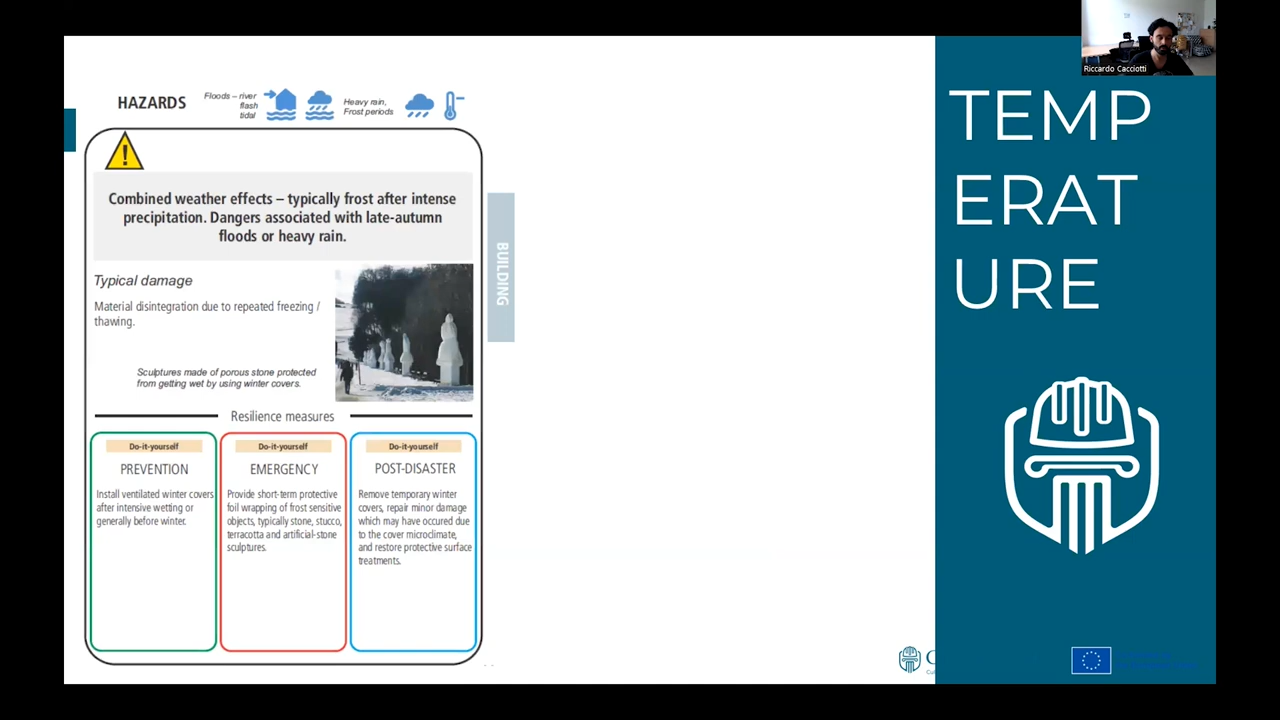 Riccardo Cacciotti
HAZARDS
Floods – river
flash
tidal
Heavy rain,
Frost periods
TEMP
ERAT
URE
Combined weather effects – typically frost after intense
precipitation. Dangers associated with late-autumn
floods or heavy rain.
BUILDING
Typical damage
Material disintegration due to repeated freezing /
thawing.
Sculptures made of porous stone protected
from getting wet by using winter covers.
Resilience measures
Do-it-yourself
PREVENTION
Install ventilated winter covers
after intensive wetting or
generally before winter.
Do-it-yourself
EMERGENCY
Provide short-term protective
foil wrapping of frost sensitive
objects, typically stone, stucco,
terracotta and artificial-stone
sculptures.
Do-it-yourself
POST-DISASTER
Remove temporary winter
covers, repair minor damage
which may have occured due
to the cover microclimate,
and restore protective surface
treatments.